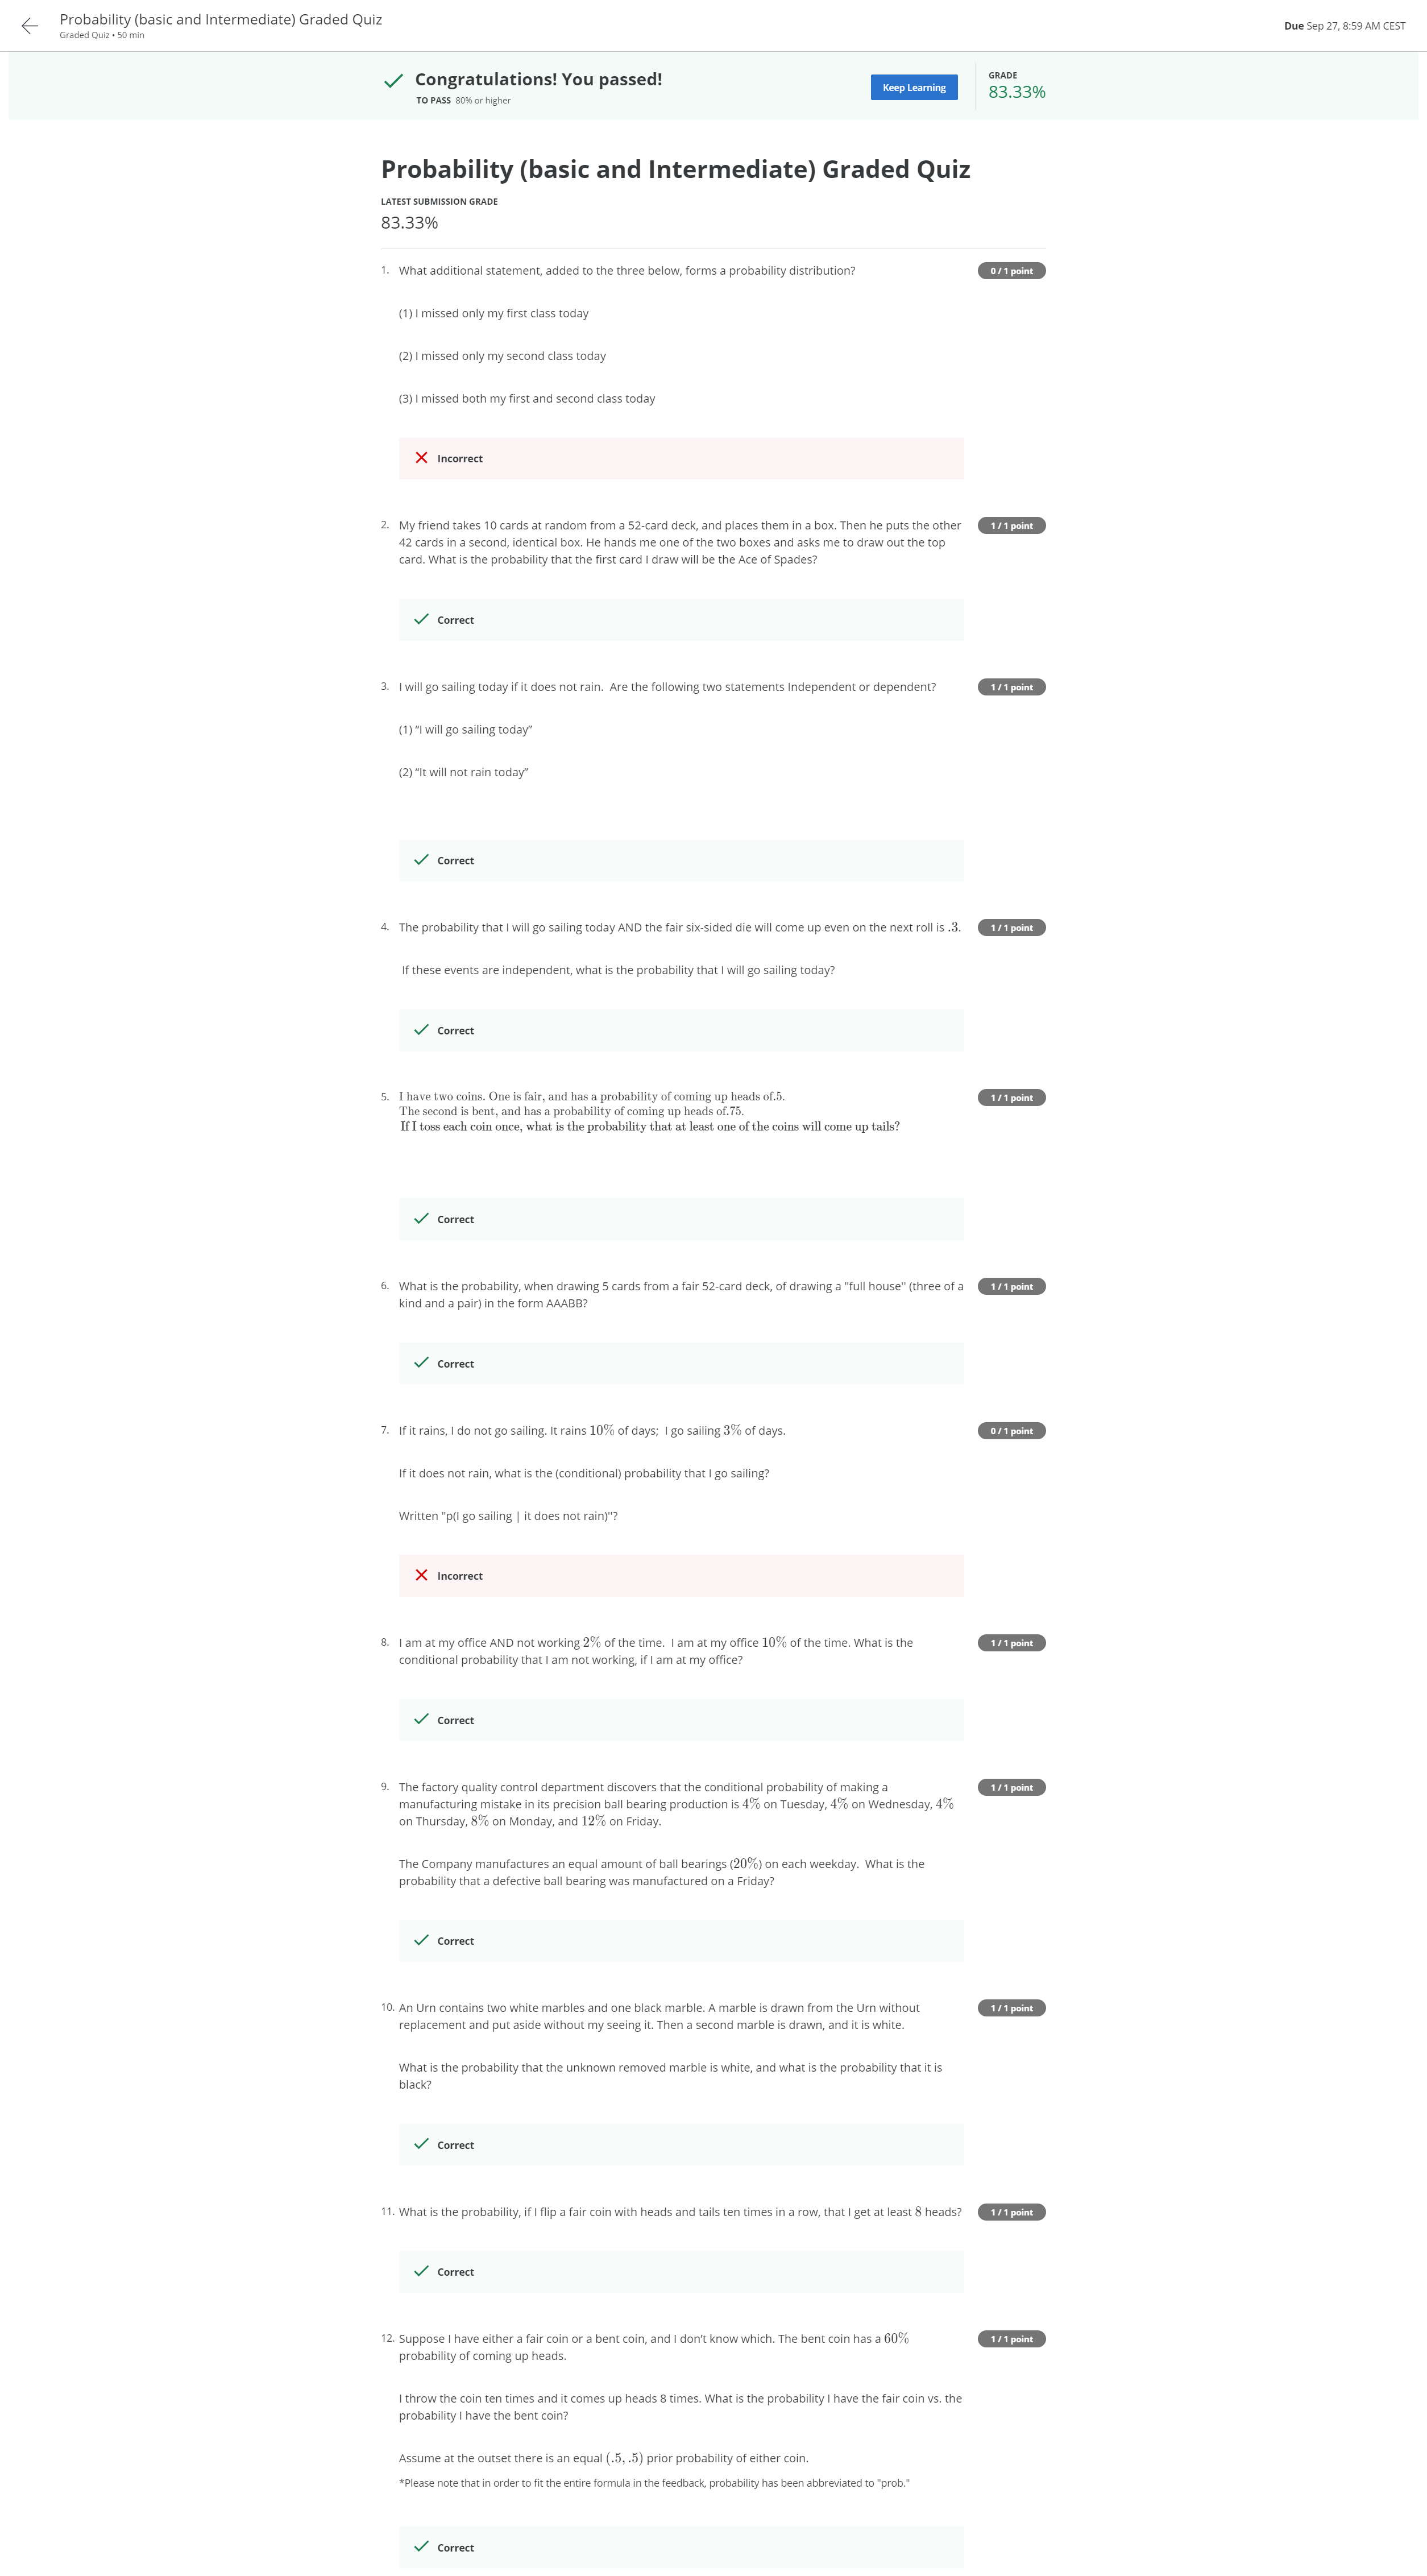 Probability (basic and Intermediate) Graded Quiz
Graded Quiz • 50 min
Due Sep 27, 8:59 AM CEST
Congratulations! You passed!
TO PASS 80% or higher
Keep Learning
GRADE
83.33%
Probability (basic and Intermediate) Graded Quiz
LATEST SUBMISSION GRADE
83.33%
1. What additional statement, added to the three below, forms a probability distribution?
0 / 1 point
(1) I missed only my first class today
(2) I missed only my second class today
(3) I missed both my first and second class today
Incorrect
2. My friend takes 10 cards at random from a 52-card deck, and places them in a box. Then he puts the other
42 cards in a second, identical box. He hands me one of the two boxes and asks me to draw out the top
card. What is the probability that the first card I draw will be the Ace of Spades?
1 / 1 point
Correct
3. I will go sailing today if it does not rain. Are the following two statements Independent or dependent?
1 / 1 point
(1) “I will go sailing today”
(2) “It will not rain today”
Correct
4. The probability that I will go sailing today AND the fair six-sided die will come up even on the next roll is .3.
1 / 1 point
If these events are independent, what is the probability that I will go sailing today?
Correct
5. I have two coins. One is fair, and has a probability of coming up heads of.5.
1 / 1 point
The second is bent, and has a probability of coming up heads of.75.
If I toss each coin once, what is the probability that at least one of the coins will come up tails?
Correct
6. What is the probability, when drawing 5 cards from a fair 52-card deck, of drawing a "full house'' (three of a
kind and a pair) in the form AAABB?
1 / 1 point
Correct
7. If it rains, I do not go sailing. It rains 10% of days; I go sailing 3% of days.
0 / 1 point
If it does not rain, what is the (conditional) probability that I go sailing?
Written "p(I go sailing | it does not rain)''?
Incorrect
8. I am at my office AND not working 2% of the time. I am at my office 10% of the time. What is the
conditional probability that I am not working, if I am at my office?
1 / 1 point
Correct
9. The factory quality control department discovers that the conditional probability of making a
manufacturing mistake in its precision ball bearing production is 4% on Tuesday, 4% on Wednesday, 4%
on Thursday, 8% on Monday, and 12% on Friday.
1 / 1 point
The Company manufactures an equal amount of ball bearings (20%) on each weekday. What is the
probability that a defective ball bearing was manufactured on a Friday?
Correct
10. An Urn contains two white marbles and one black marble. A marble is drawn from the Urn without
replacement and put aside without my seeing it. Then a second marble is drawn, and it is white.
1 / 1 point
What is the probability that the unknown removed marble is white, and what is the probability that it is
black?
Correct
11. What is the probability, if I flip a fair coin with heads and tails ten times in a row, that I get at least 8 heads?
1 / 1 point
Correct
12. Suppose I have either a fair coin or a bent coin, and I don’t know which. The bent coin has a 60%
probability of coming up heads.
1 / 1 point
I throw the coin ten times and it comes up heads 8 times. What is the probability I have the fair coin vs. the
probability I have the bent coin?
Assume at the outset there is an equal (.5, .5) prior probability of either coin.
*Please note that in order to fit the entire formula in the feedback, probability has been abbreviated to "prob."
Correct